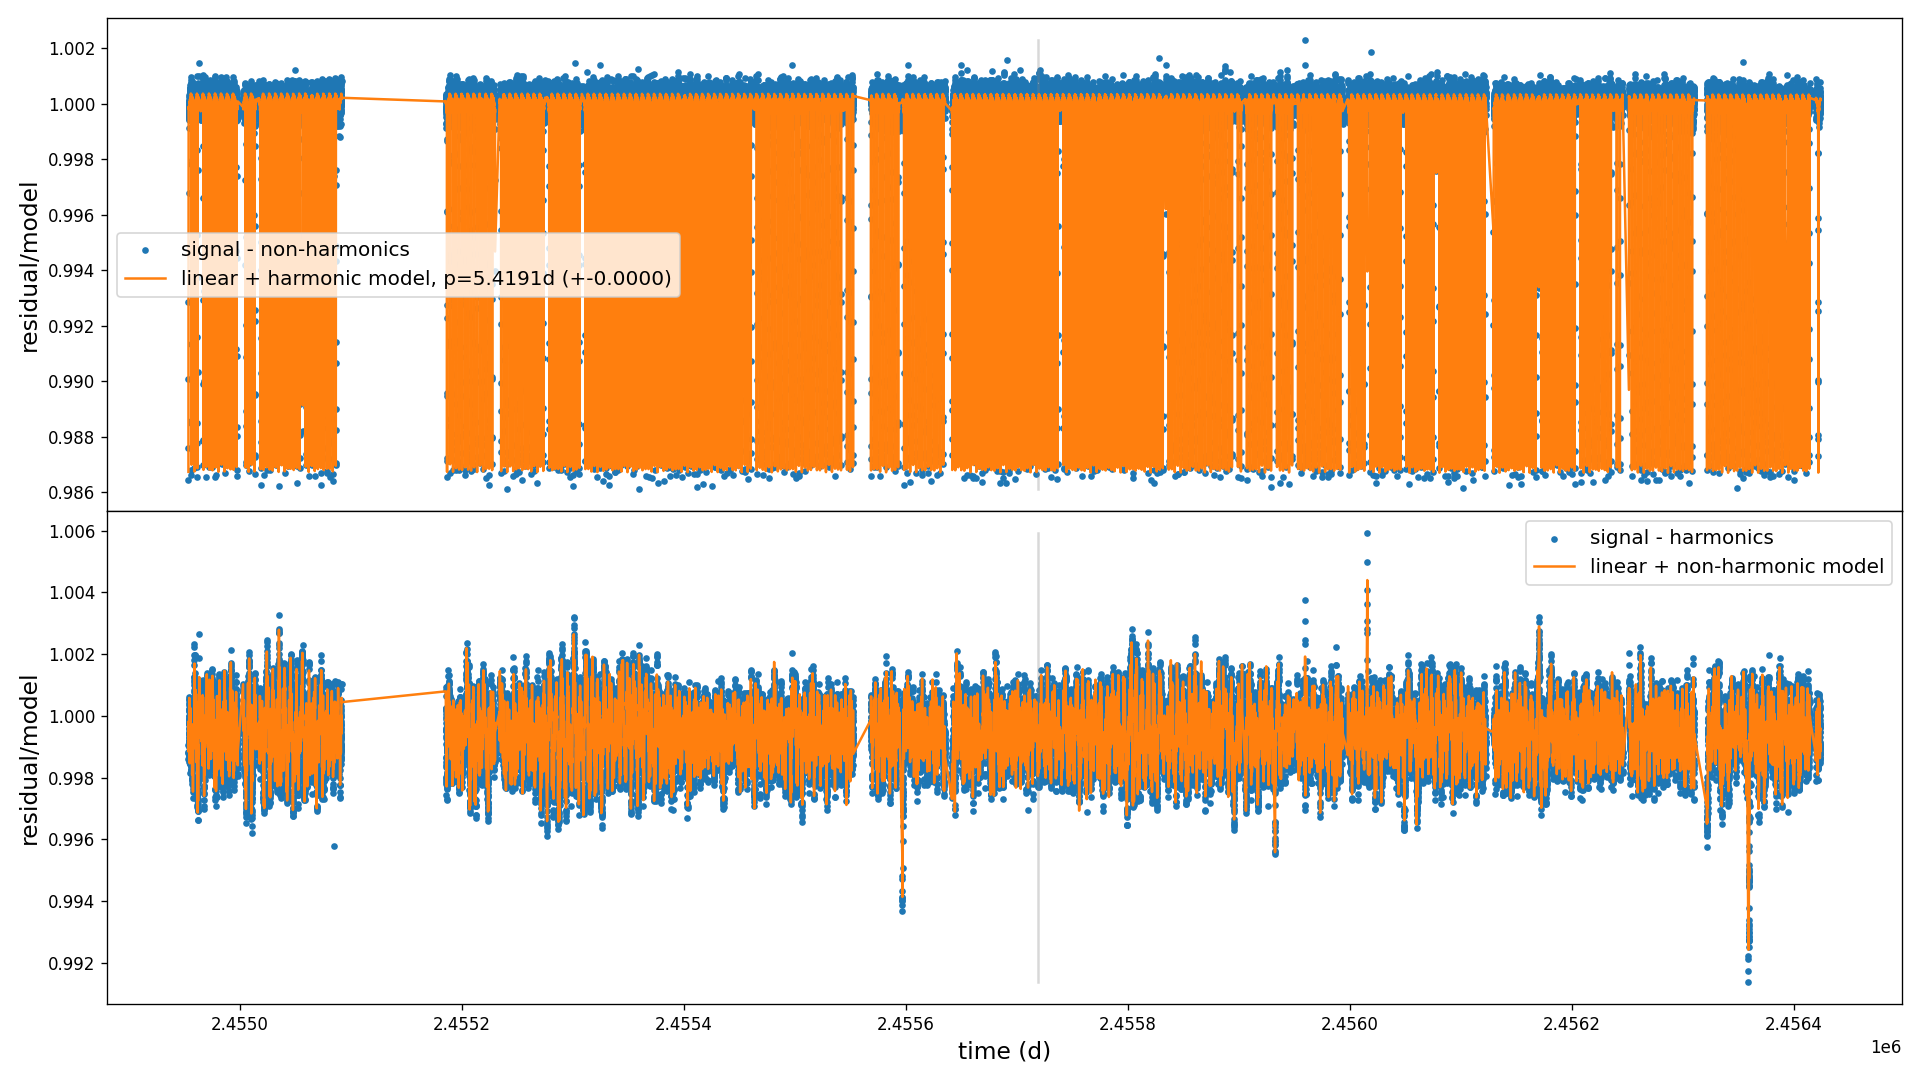 1.002
1.000
0.998
0.996
0.994
0.992
0.990
0.988
0.986
residual/model
signal - non-harmonics
linear + harmonic model, p=5.4191d (+-0.0000)
1.006
1.004
1.002
1.000
0.998
0.996
0.994
0.992
residual/model
signal - harmonics
linear + non-harmonic model
2.4550 2.4552 2.4554 2.4556 2.4558 2.4560 2.4562 2.4564
time (d)
1e6